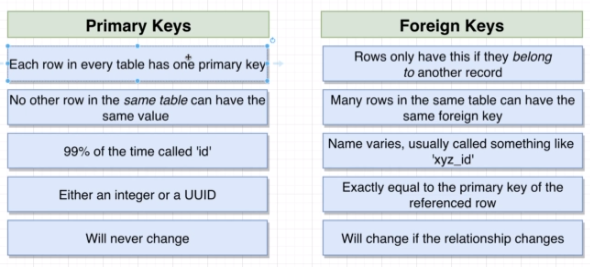 Primary Keys
Each row in every table has one primary key
No other row in the same table can have the
same value
99% of the time called 'id'
Either an integer or a UUID
Will never change
Foreign Keys
Rows only have this if they belong
to another record
Many rows in the same table can have the
same foreign key
Name varies, usually called something like
'xyz_id'
Exactly equal to the primary key of the
referenced row
Will change if the relationship changes